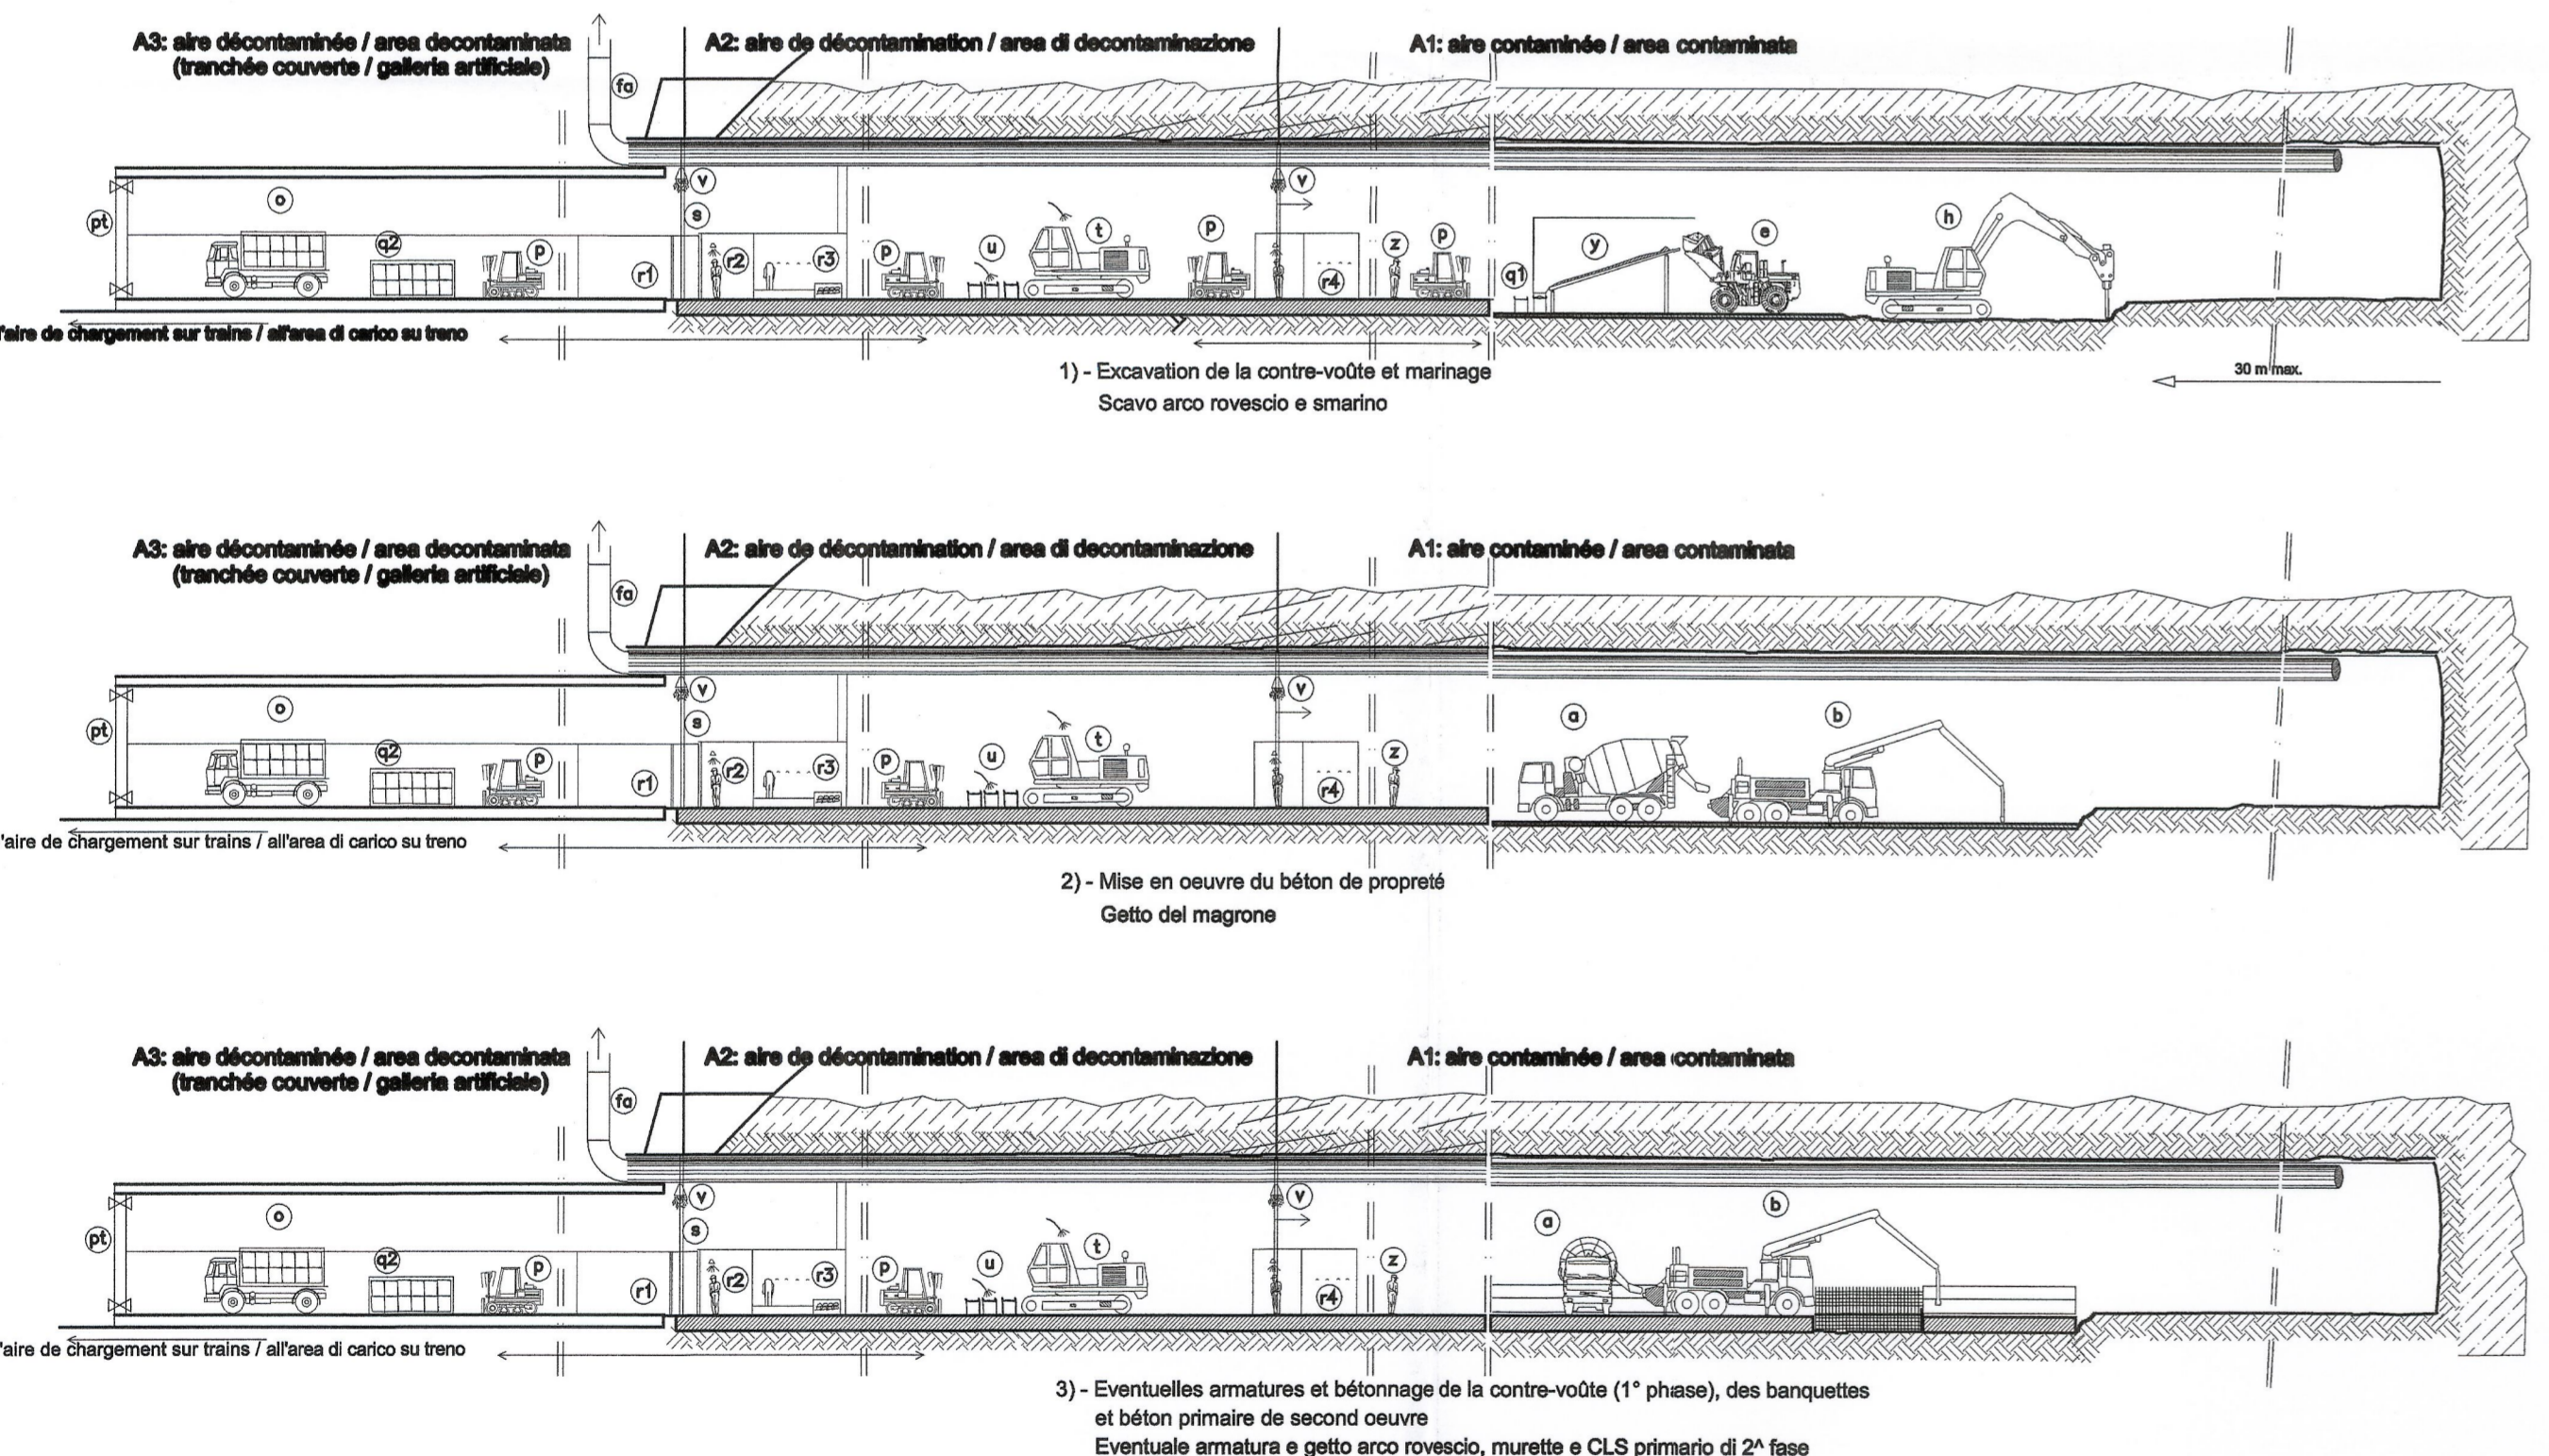 A3: aire décontaminée / area decontaminata
(tranchée couverte / galleria artificiale)
A2: aire de décontamination / area di decontaminazione
A1: aire contaminée / area contaminata
fa
v
v
o
s
pt
q2
p
r1
r2
r3
p
u
t
p
r4
z
p
q1
y
e
h
'aire de chargement sur trains / all'area di carico su treno
30 m max.
1) - Excavation de la contre-voûte et marinage
Scavo arco rovescio e smarino
A3: aire décontaminée / area decontaminata
(tranchée couverte / galleria artificiale)
A2: aire de décontamination / area di decontaminazione
A1: aire contaminée / area contaminata
fa
v
v
o
s
pt
q2
p
r1
r2
r3
p
u
t
r4
z
a
b
'aire de chargement sur trains / all'area di carico su treno
2) - Mise en oeuvre du béton de propreté
Getto del magrone
A3: aire décontaminée / area decontaminata
(tranchée couverte / galleria artificiale)
A2: aire de décontamination / area di decontaminazione
A1: aire contaminée / area contaminata
fa
v
v
o
s
pt
q2
p
r1
r2
r3
p
u
t
r4
z
a
b
'aire de chargement sur trains / all'area di carico su treno
3) - Eventuelles armatures et bétonnage de la contre-voûte (1° phase), des banquettes
et béton primaire de second oeuvre
Eventuale armatura e getto arco rovescio, murette e CLS primario di 2^ fase